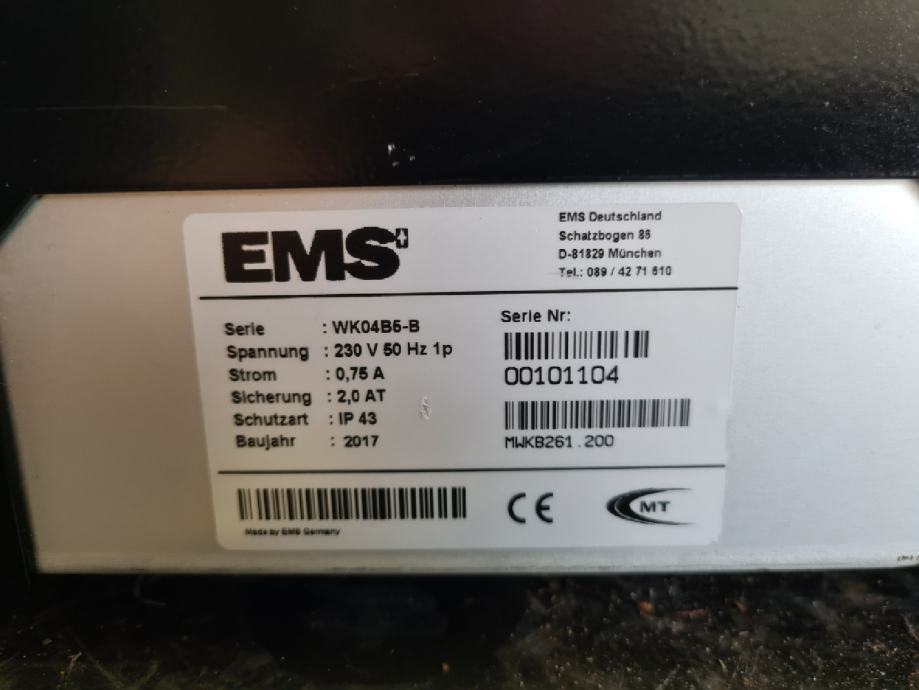 EMS
EMS Deutschland
Schatzbogen 86
D-81829 München
Tel.: 089 / 42 71 610
Serie : WK04B5-B
Spannung : 230 V 50 Hz 1p
Strom : 0,75 A
Sicherung : 2,0 AT
Schutzart : IP 43
Baujahr : 2017
Serie Nr:
00101104
MWKB261.200
Made by EMS Germany
CE
MT